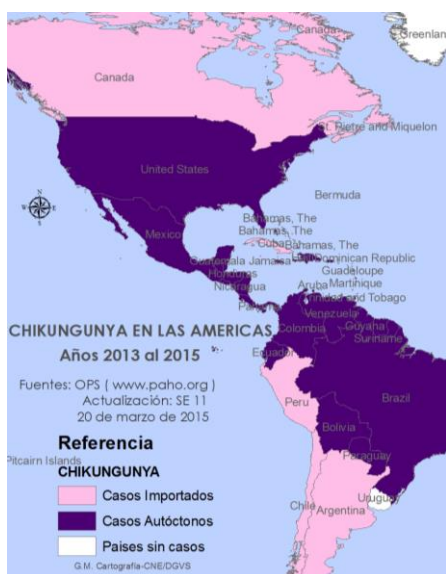 Greenlan
Canada
Canada
St. Pierre and Miquelon
United States
Bermuda
Bahamas, The
Bahamas, The
Mexico
Cuba
Bahamas, The
Guatemala
Jamaica
Dominican Republic
Honduras
Guadeloupe
Nicaragua
Martinique
Aruba
Trinidad and Tobago
Panama
Venezuela
CHIKUNGUNYA EN LAS AMERICAS
Colombia
Guyana
Suriname
Años 2013 al 2015
Ecuador
Fuentes: OPS ( www.paho.org )
Actualización: SE 11
20 de marzo de 2015
Peru
Brazil
Bolivia
Referencia
Paraguay
Pitcairn Islands
CHIKUNGUNYA
Casos Importados
Chile
Argentina
Uruguay
Casos Autóctonos
Paises sin casos
G.M. Cartografía-CNE/DGVS